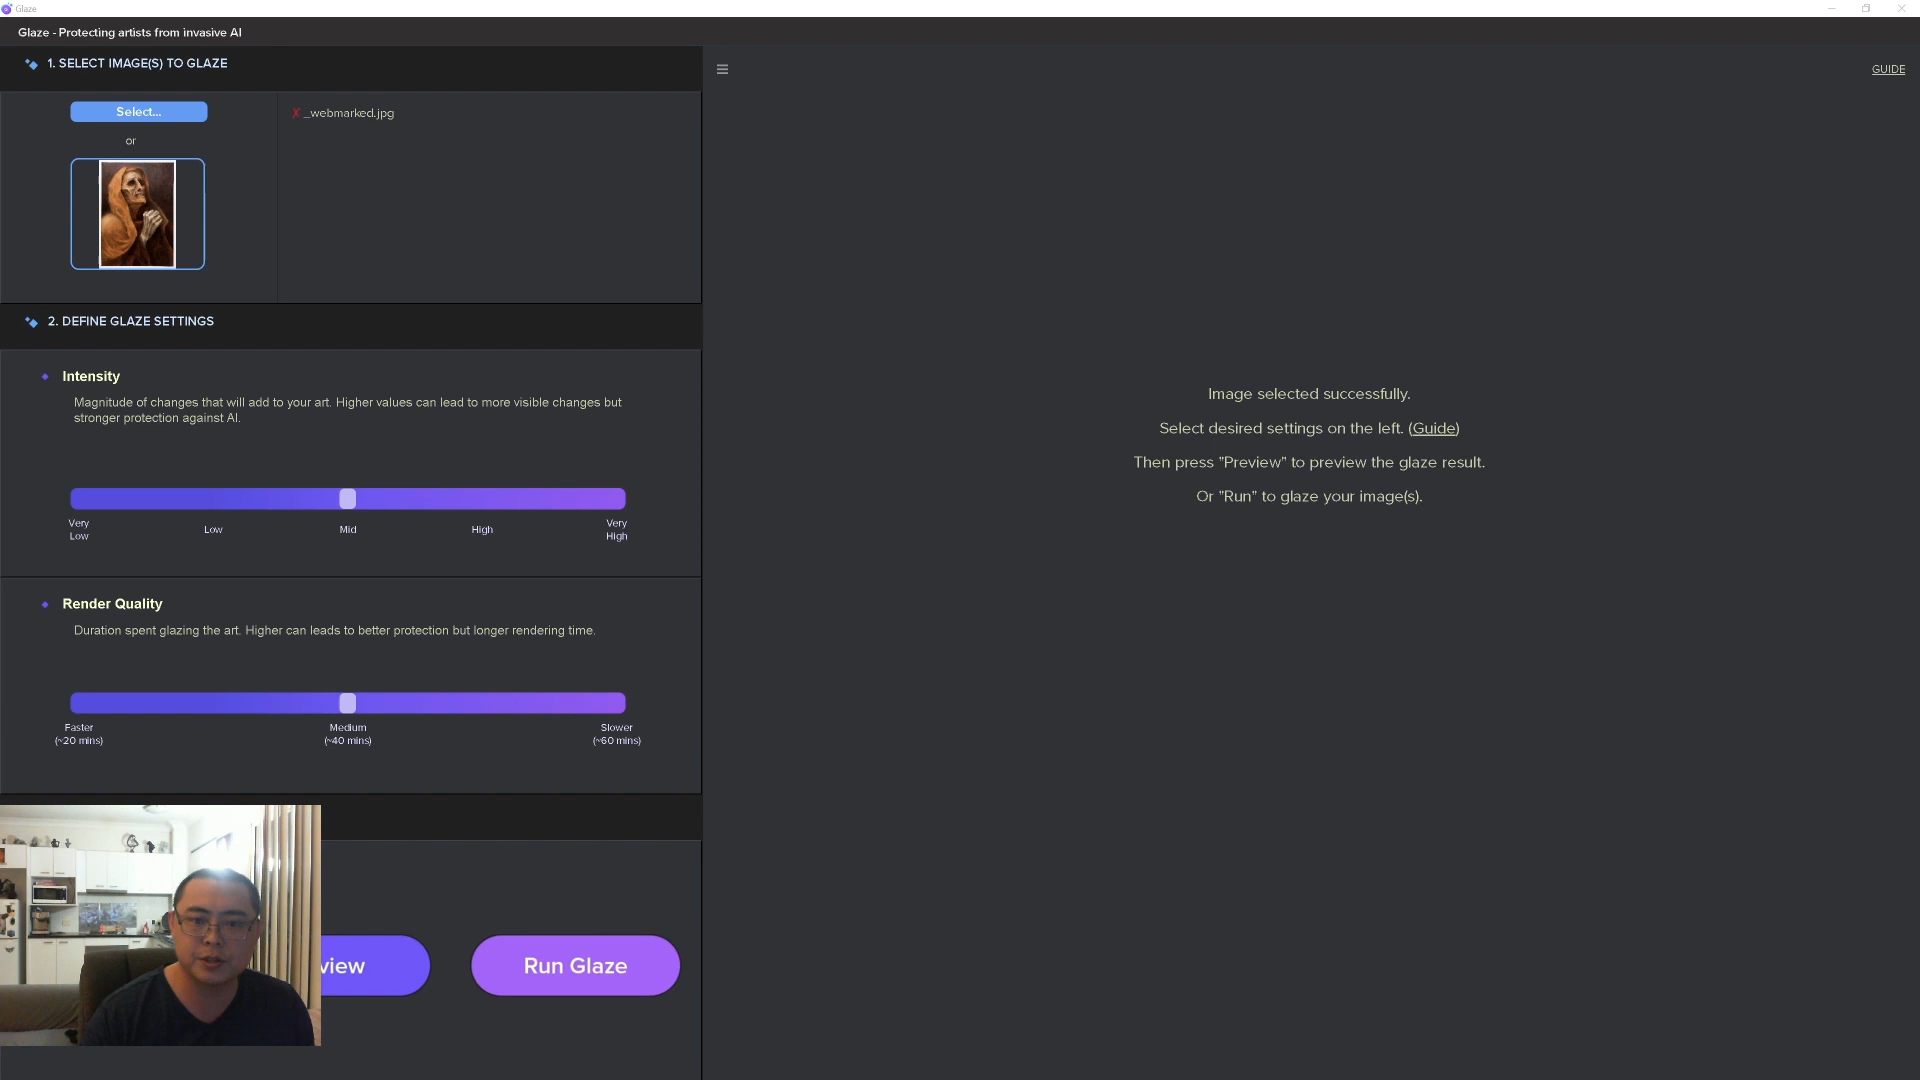 Glaze
Glaze - Protecting artists from invasive AI
1. SELECT IMAGE(S) TO GLAZE
GUIDE
Select...
X _webmarked.jpg
or
2. DEFINE GLAZE SETTINGS
Intensity
Magnitude of changes that will add to your art. Higher values can lead to more visible changes but
stronger protection against AI.
Very
Low
Low
Mid
High
Very
High
Render Quality
Duration spent glazing the art. Higher can leads to better protection but longer rendering time.
Faster
(~20 mins)
Medium
(~40 mins)
Slower
(~60 mins)
view
Run Glaze
Image selected successfully.
Select desired settings on the left. (Guide)
Then press "Preview" to preview the glaze result.
Or "Run" to glaze your image(s).